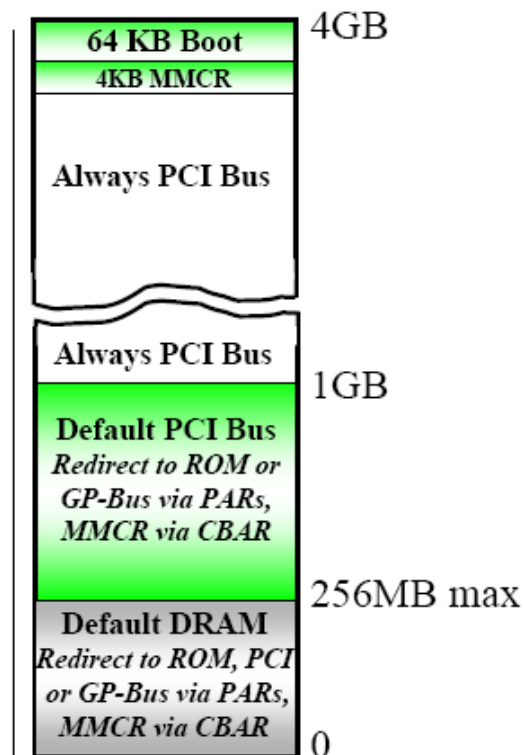 4GB
64 KB Boot
4KB MMCR
Always PCI Bus
Always PCI Bus
1GB
Default PCI Bus
Redirect to ROM or
GP-Bus via PARs,
MMCR via CBAR
256MB max
Default DRAM
Redirect to ROM, PCI
or GP-Bus via PARs,
MMCR via CBAR
0